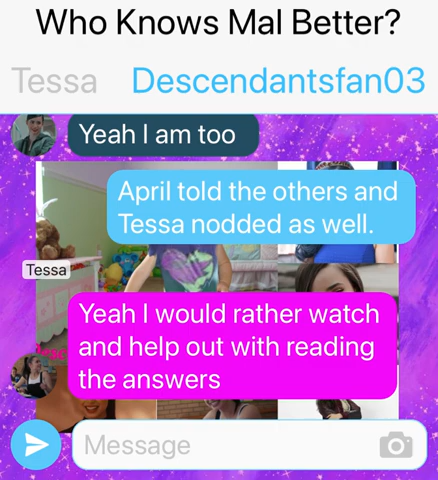 Who Knows Mal Better?
Tessa Descendantsfan03
Yeah I am too
April told the others and
Tessa nodded as well.
Tessa
Yeah I would rather watch
and help out with reading
the answers
Message